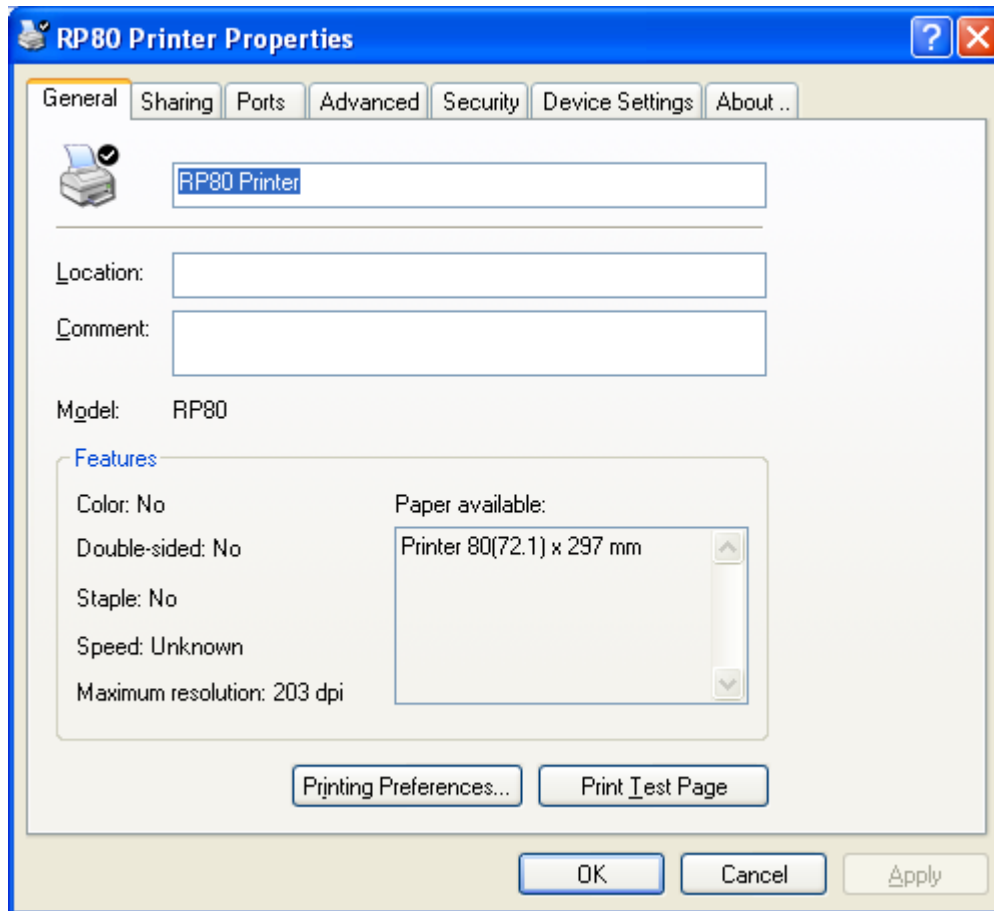 RP80 Printer Properties
General Sharing Ports Advanced Security Device Settings About ..
RP80 Printer
Location:
Comment:
Model: RP80
Features
Color: No Paper available:
Double-sided: No Printer 80(72.1) x 297 mm
Staple: No
Speed: Unknown
Maximum resolution: 203 dpi
Printing Preferences... Print Test Page
OK Cancel Apply